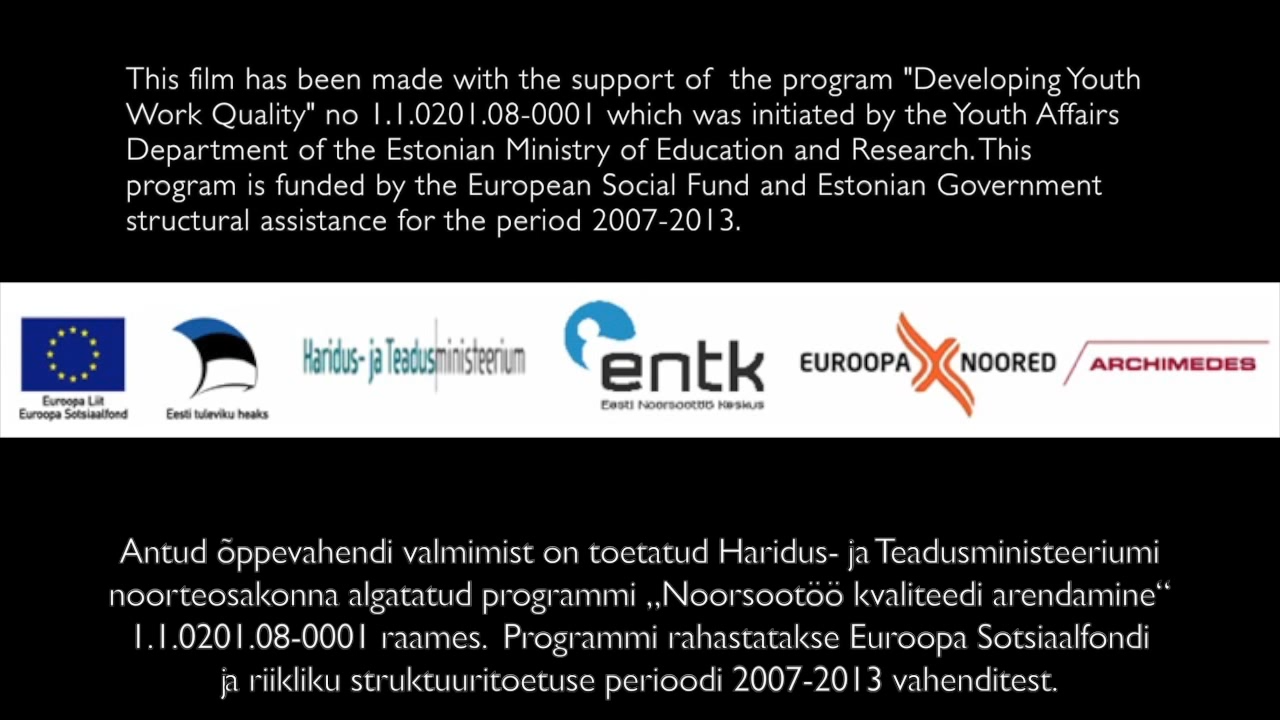 This film has been made with the support of  the program "Developing Youth
Work Quality" no 1.1.0201.08-0001 which was initiated by the Youth Affairs
Department of the Estonian Ministry of Education and Research. This
program is funded by the European Social Fund and Estonian Government
structural assistance for the period 2007-2013.
Euroopa Liit
Euroopa Sotsiaalfond
Eesti tuleviku heaks
Haridus- ja Teadusministeerium
entk
Eesti Noorsootöö Keskus
EUROOPA NOORED
ARCHIMEDES
Antud õppevahendi valmimist on toetatud Haridus- ja Teadusministeeriumi
noorteosakonna algatatud programmi „Noorsootöö kvaliteedi arendamine“
1.1.0201.08-0001 raames.  Programmi rahastatakse Euroopa Sotsiaalfondi
ja riikliku struktuuritoetuse perioodi 2007-2013 vahenditest.